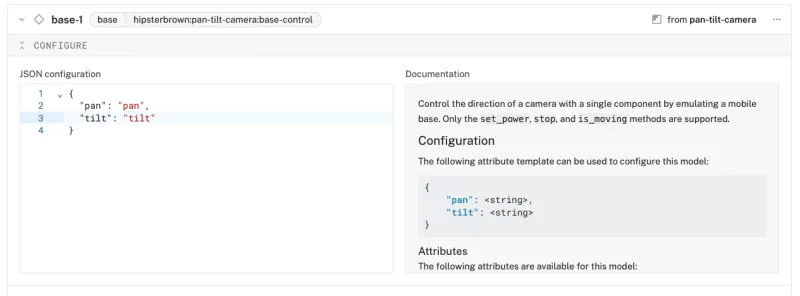 base-1 base hipsterbrown:pan-tilt-camera:base-control from pan-tilt-camera ...
CONFIGURE
JSON configuration
1 {
2 "pan": "pan",
3 "tilt": "tilt"
4 }
Documentation
Control the direction of a camera with a single component by emulating a mobile
base. Only the set_power, stop, and is_moving methods are supported.
Configuration
The following attribute template can be used to configure this model:
{
"pan": <string>,
"tilt": <string>
}
Attributes
The following attributes are available for this model: